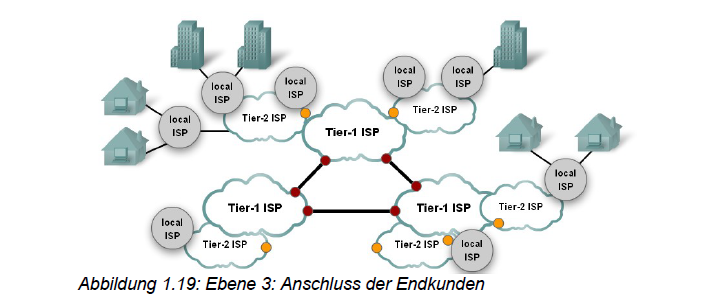 local
ISP
local
ISP
local
ISP
local
ISP
local
ISP
Tier-2 ISP
Tier-1 ISP
Tier-2 ISP
local
ISP
Tier-1 ISP
Tier-1 ISP
Tier-2 ISP
local
ISP
Tier-2 ISP
Tier-2 ISP
local
ISP
Abbildung 1.19: Ebene 3: Anschluss der Endkunden